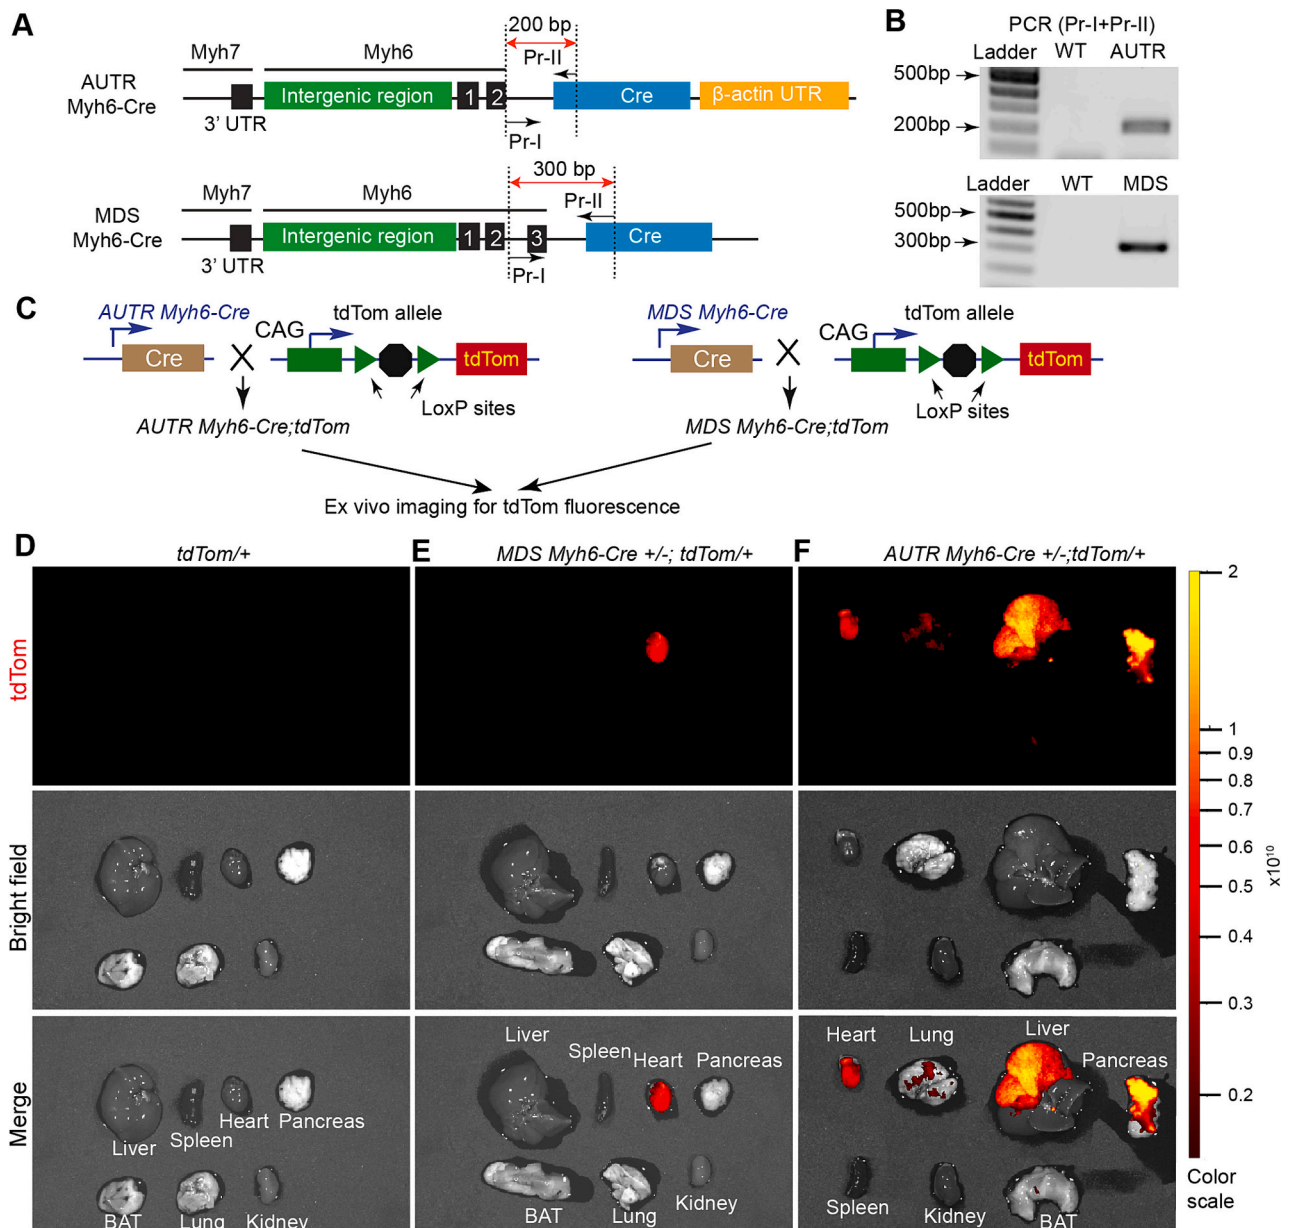 A
200 bp
Myh7
Myh6
Pr-II
AUTR
Myh6-Cre
Intergenic region
1
2
Cre
β-actin UTR
3' UTR
Pr-I
300 bp
Myh7
Myh6
Pr-II
MDS
Myh6-Cre
Intergenic region
1
2
3
Cre
3' UTR
Pr-I
B
PCR (Pr-I+Pr-II)
Ladder
WT
AUTR
500bp
200bp
Ladder
WT
MDS
500bp
300bp
C
AUTR Myh6-Cre
tdTom allele
CAG
Cre
X
tdTom
LoxP sites
AUTR Myh6-Cre;tdTom
MDS Myh6-Cre
tdTom allele
CAG
Cre
X
tdTom
LoxP sites
MDS Myh6-Cre;tdTom
Ex vivo imaging for tdTom fluorescence
D
tdTom/+
E
MDS Myh6-Cre +/-; tdTom/+
F
AUTR Myh6-Cre +/-;tdTom/+
tdTom
Bright field
Merge
Liver
Spleen
Heart
Pancreas
BAT
Lung
Kidney
Liver
Spleen
Heart
Pancreas
BAT
Lung
Kidney
Heart
Lung
Liver
Pancreas
Spleen
Kidney
BAT
2
1
0.9
0.8
0.7
0.6
0.5
0.4
0.3
0.2
x10¹⁰
Color
scale